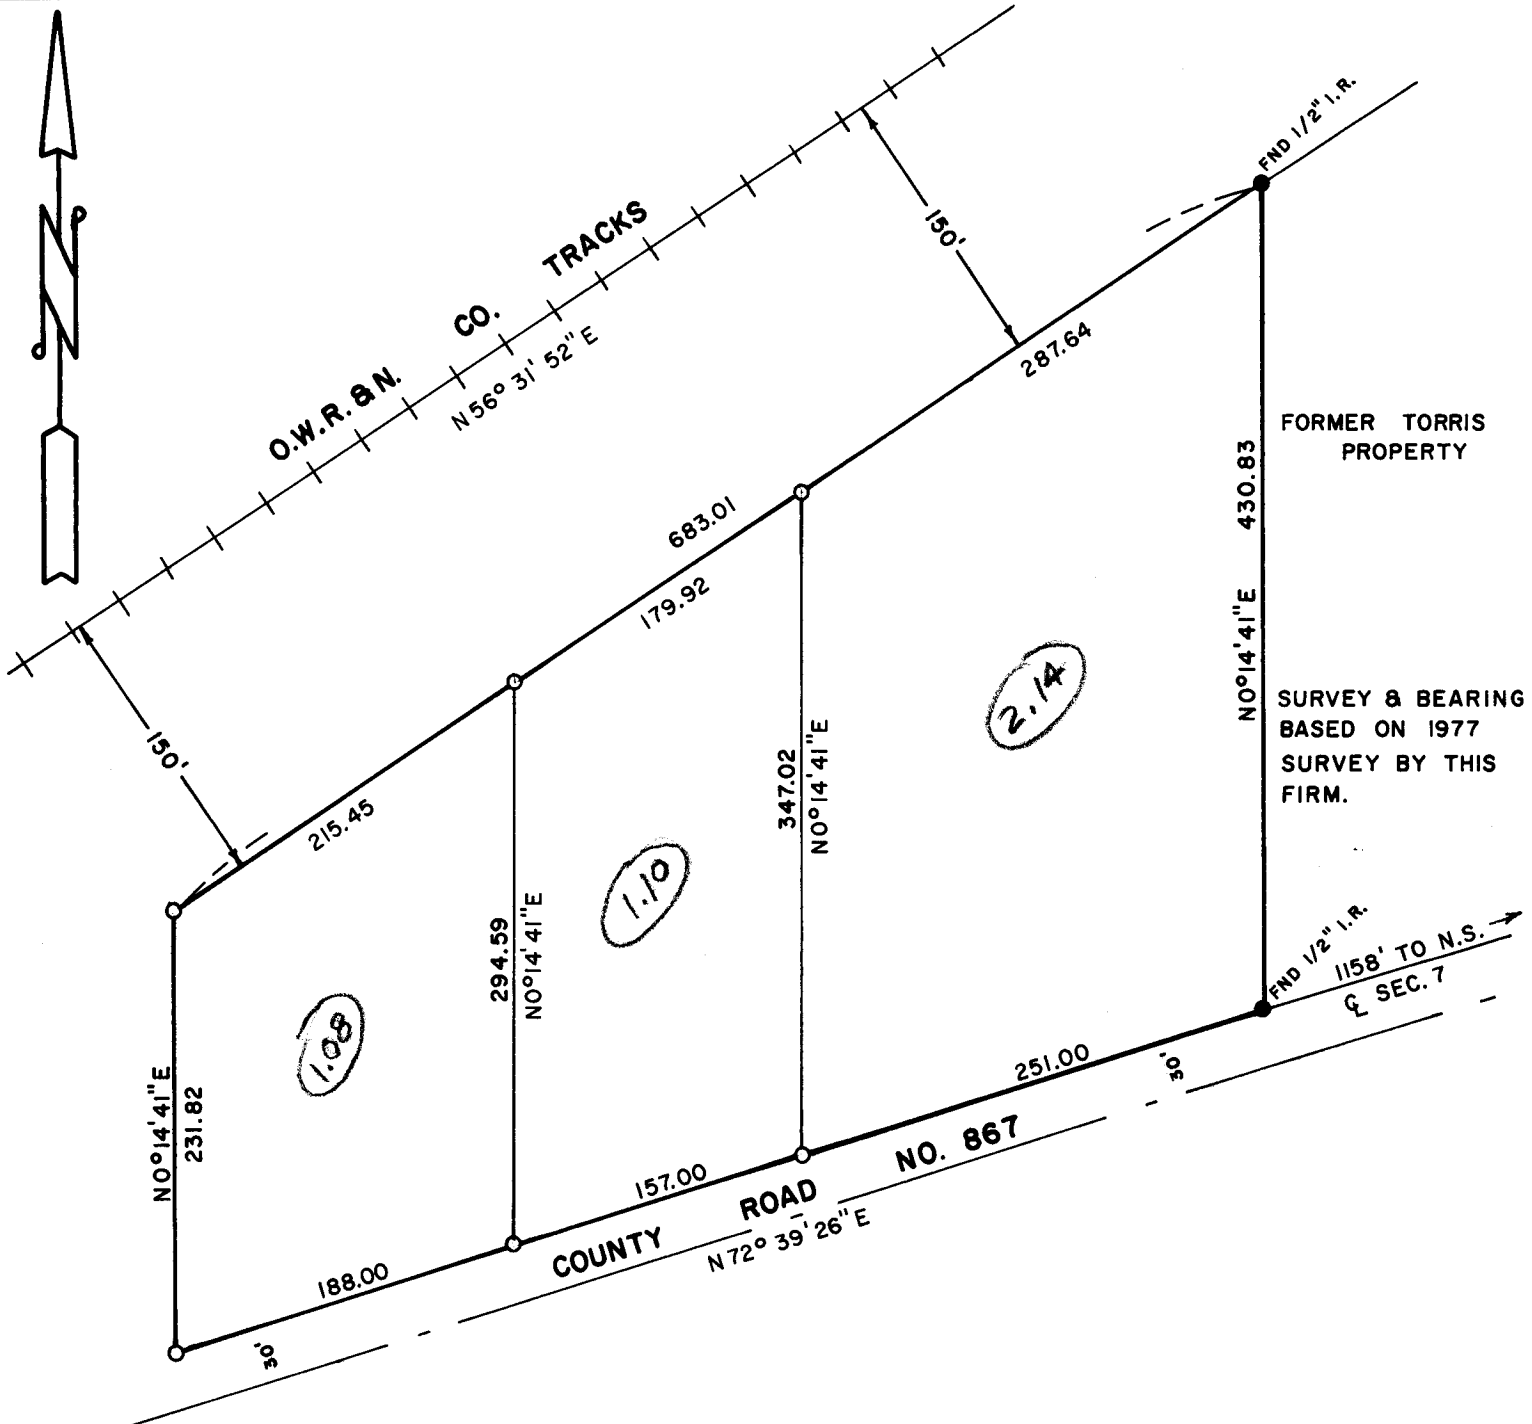 N
FND 1/2" I.R.
150'
O.W.R. & N. CO. TRACKS
N 56° 31' 52" E
287.64
FORMER TORRIS
PROPERTY
430.83
N0°14'41"E
683.01
179.92
SURVEY & BEARING
BASED ON 1977
SURVEY BY THIS
FIRM.
2.14
347.02
N0°14'41"E
150'
215.45
1.10
294.59
N0°14'41"E
1.08
N0°14'41"E
231.82
FND 1/2" I.R.
1158' TO N.S.
℄ SEC. 7
251.00
30'
157.00
188.00
30'
COUNTY ROAD NO. 867
N 72° 39' 26" E